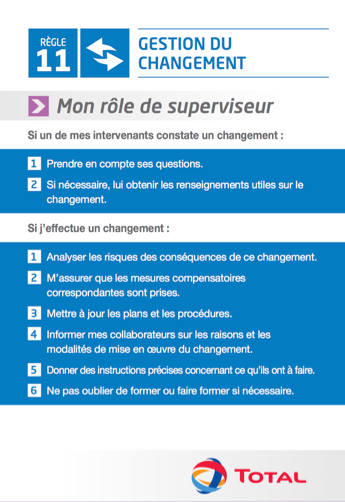 RÈGLE
11
GESTION DU
CHANGEMENT
Mon rôle de superviseur
Si un de mes intervenants constate un changement :
1 Prendre en compte ses questions.
2 Si nécessaire, lui obtenir les renseignements utiles sur le
changement.
Si j’effectue un changement :
1 Analyser les risques des conséquences de ce changement.
2 M’assurer que les mesures compensatoires
correspondantes sont prises.
3 Mettre à jour les plans et les procédures.
4 Informer mes collaborateurs sur les raisons et les
modalités de mise en œuvre du changement.
5 Donner des instructions précises concernant ce qu’ils ont à faire.
6 Ne pas oublier de former ou faire former si nécessaire.
TOTAL